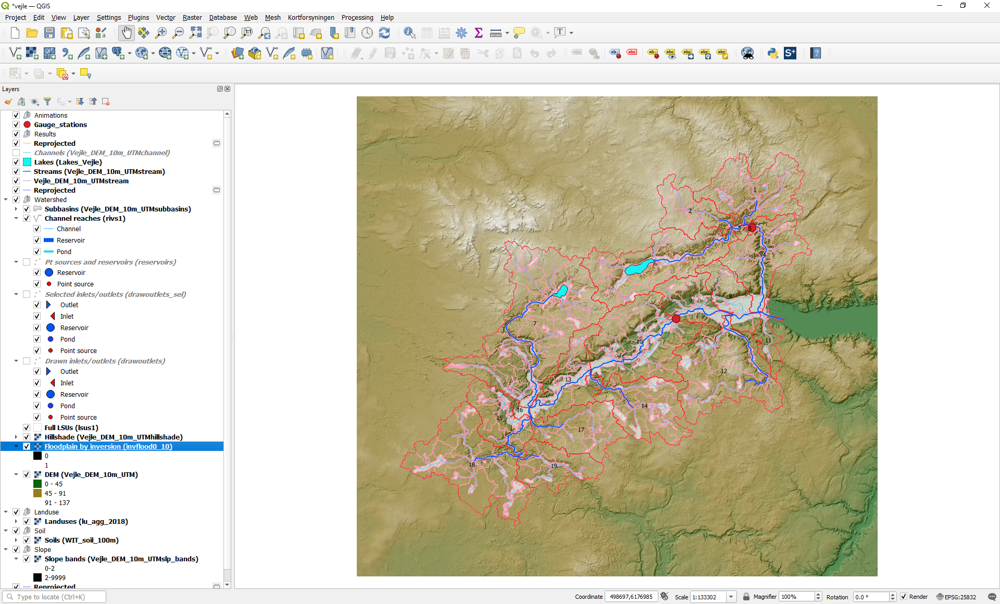 *vejle — QGIS
Project Edit View Layer Settings Plugins Vector Raster Database Web Mesh Kortforsyningen Processing Help
Layers
Animations
Gauge_stations
Results
Reprojected
Channels (Vejle_DEM_10m_UTMchannel)
Lakes (Lakes_Vejle)
Streams (Vejle_DEM_10m_UTMstream)
Vejle_DEM_10m_UTMstream
Reprojected
Watershed
Subbasins (Vejle_DEM_10m_UTMsubbasins)
Channel reaches (rivs1)
Channel
Reservoir
Pond
Pt sources and reservoirs (reservoirs)
Reservoir
Point source
Selected inlets/outlets (drawoutlets_sel)
Outlet
Inlet
Reservoir
Pond
Point source
Drawn inlets/outlets (drawoutlets)
Outlet
Inlet
Reservoir
Pond
Point source
Full LSUs (lsus1)
Hillshade (Vejle_DEM_10m_UTMhillshade)
Floodplain by inversion (invflood0_10)
0
1
DEM (Vejle_DEM_10m_UTM)
0 - 45
45 - 91
91 - 137
Landuse
Landuses (lu_agg_2018)
Soil
Soils (WIT_soil_100m)
Slope
Slope bands (Vejle_DEM_10m_UTMslp_bands)
0-2
2-9999
Reprojected
1
2
3
5
4
6
8
9
7
10
11
12
13
14
16
15
17
18
19
Type to locate (Ctrl+K)
Coordinate 498697,6176985 Scale 1:133302 Magnifier 100% Rotation 0.0 ° Render EPSG:25832